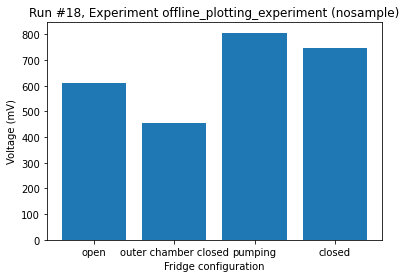 Run #18, Experiment offline_plotting_experiment (nosample)
Voltage (mV)
800
700
600
500
400
300
200
100
0
open outer chamber closed pumping closed
Fridge configuration